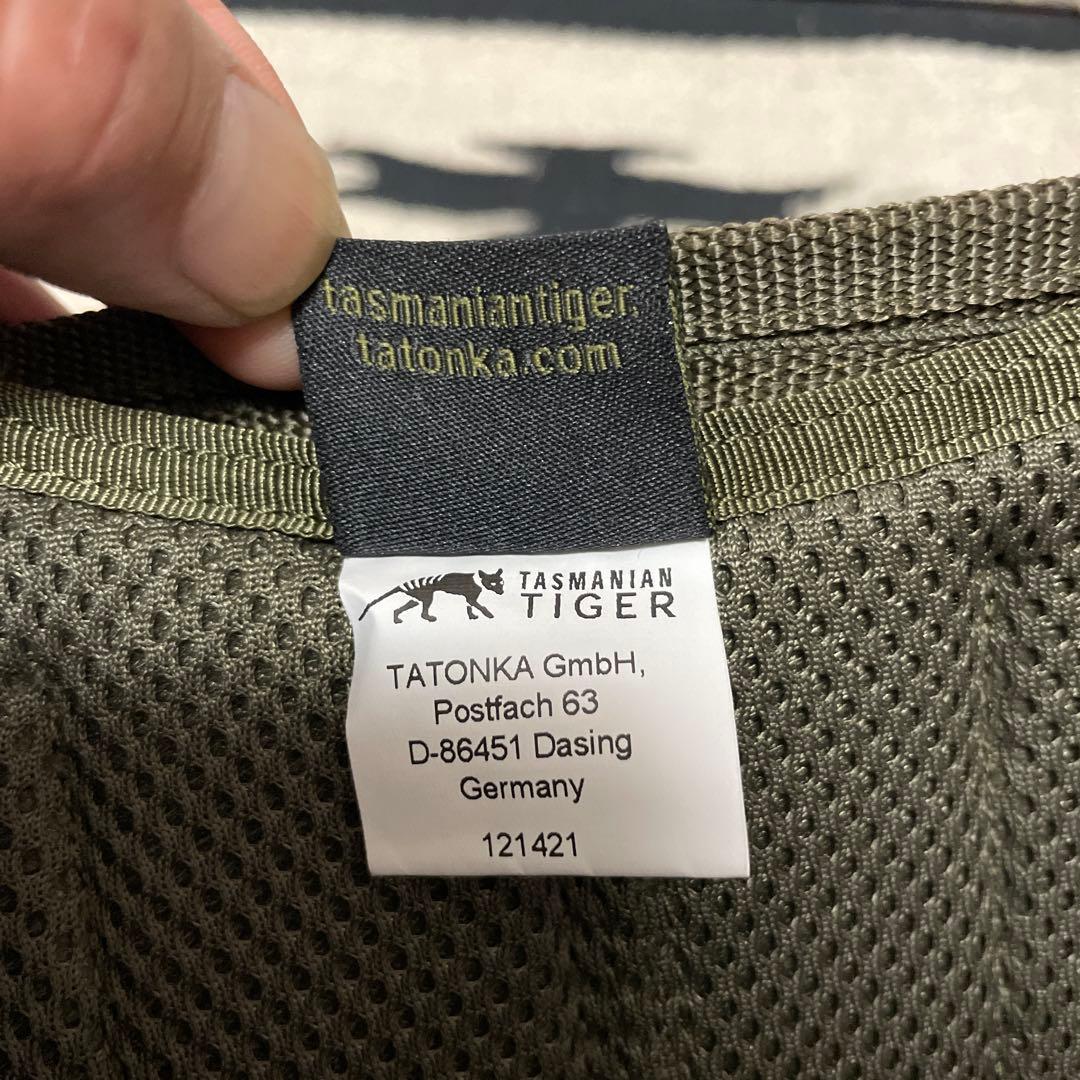 tasmaniantiger.
tatonka.com
TASMANIAN
TIGER
TATONKA GmbH,
Postfach 63
D-86451 Dasing
Germany
121421